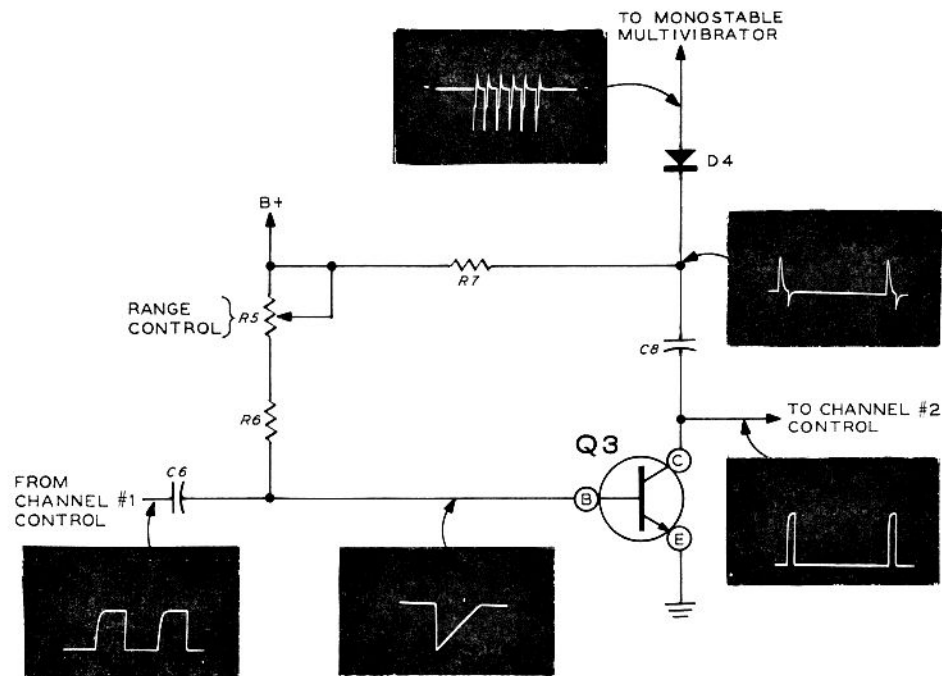 TO MONOSTABLE
MULTIVIBRATOR
D4
B+
R7
RANGE
CONTROL
R5
C8
R6
TO CHANNEL #2
CONTROL
Q3
C
C6
FROM
CHANNEL #1
CONTROL
B
E